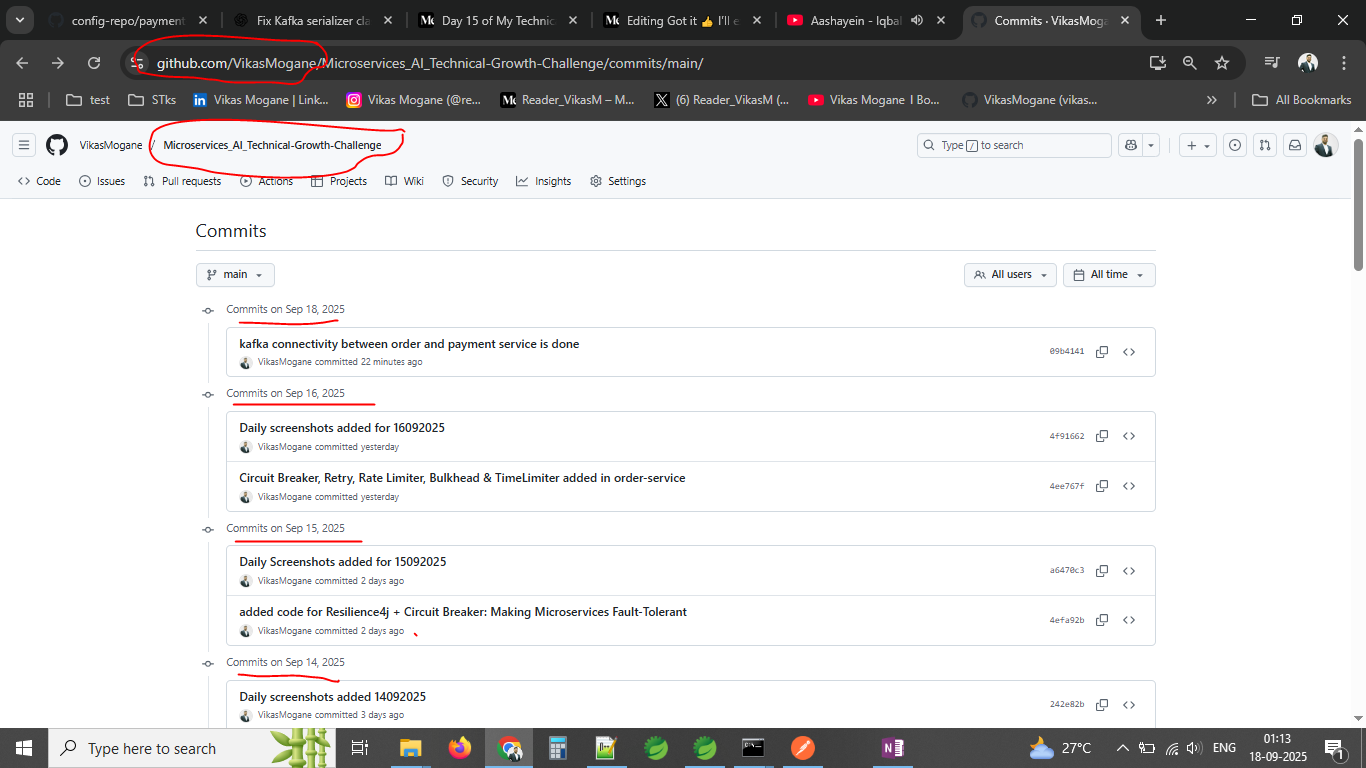 config-repo/payment
Fix Kafka serializer cla
Day 15 of My Technic
Editing Got it 👍 I'll e
Aashayein - Iqbal
Commits · VikasMoga
github.com/VikasMogane/Microservices_AI_Technical-Growth-Challenge/commits/main/
test
STks
Vikas Mogane | Link...
Vikas Mogane (@re...
Reader_VikasM – M...
(6) Reader_VikasM (...
Vikas Mogane I Bo...
VikasMogane (vikas...
All Bookmarks
VikasMogane / Microservices_AI_Technical-Growth-Challenge
Type / to search
Code
Issues
Pull requests
Actions
Projects
Wiki
Security
Insights
Settings
Commits
main
All users
All time
Commits on Sep 18, 2025
kafka connectivity between order and payment service is done
VikasMogane committed 22 minutes ago
09b4141
Commits on Sep 16, 2025
Daily screenshots added for 16092025
VikasMogane committed yesterday
4f91662
Circuit Breaker, Retry, Rate Limiter, Bulkhead & TimeLimiter added in order-service
VikasMogane committed yesterday
4ee767f
Commits on Sep 15, 2025
Daily Screenshots added for 15092025
VikasMogane committed 2 days ago
a6470c3
added code for Resilience4j + Circuit Breaker: Making Microservices Fault-Tolerant
VikasMogane committed 2 days ago
4efa92b
Commits on Sep 14, 2025
Daily screenshots added 14092025
VikasMogane committed 3 days ago
242e82b
Type here to search
27°C
ENG
01:13
18-09-2025
1